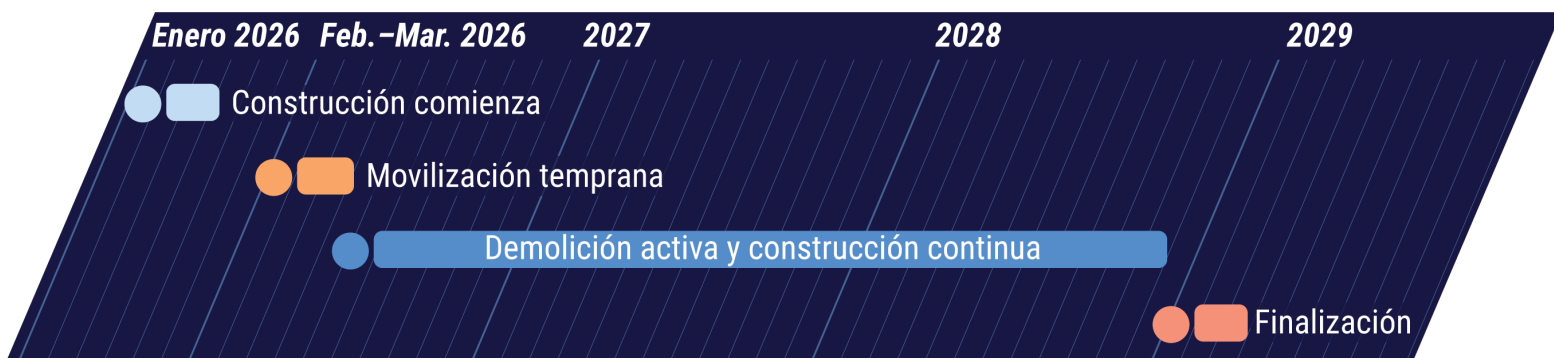 Enero 2026 Feb.–Mar. 2026 2027 2028 2029
Construcción comienza
Movilización temprana
Demolición activa y construcción continua
Finalización